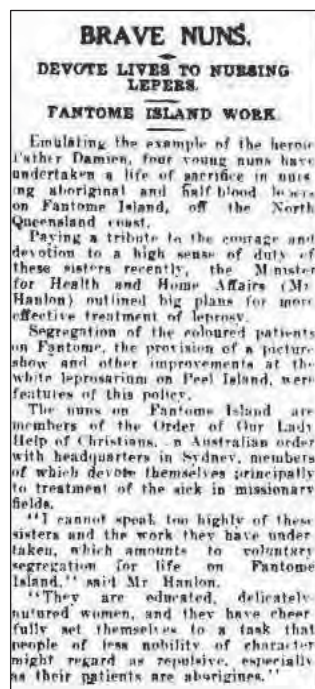 BRAVE NUNS.
DEVOTE LIVES TO NURSING
LEPERS.
FANTOME ISLAND WORK.
Emulating the example of the heroic
Father Damien, four young nuns have
undertaken a life of sacrifice in nurs
ing aboriginal and half-blood lepers
on Fantome Island, off the North
Queensland coast.
Paying a tribute to the courage and
devotion to a high sense of duty of
these sisters recently, the Minister
for Health and Home Affairs (Mr
Hanlon) outlined big plans for more
effective treatment of leprosy.
Segregation of the coloured patients
on Fantome, the provision of a picture
show and other improvements at the
white leprosarium on Peel Island, were
features of this policy.
The nuns on Fantome Island are
members of the Order of Our Lady
Help of Christians, n Australian order
with headquarters in Sydney, members
of which devote themselves principally
to treatment of the sick in missionary
fields.
"I cannot speak too highly of these
sisters and the work they have under
taken, which amounts to voluntary
segregation for life on Fantome
Island," said Mr Hanlon.
"They are educated, delicately
nutured women, and they have cheer
fully set themselves to a task that
people of less nobility of character
might regard as repulsive, especially
as their patients are aborigines."